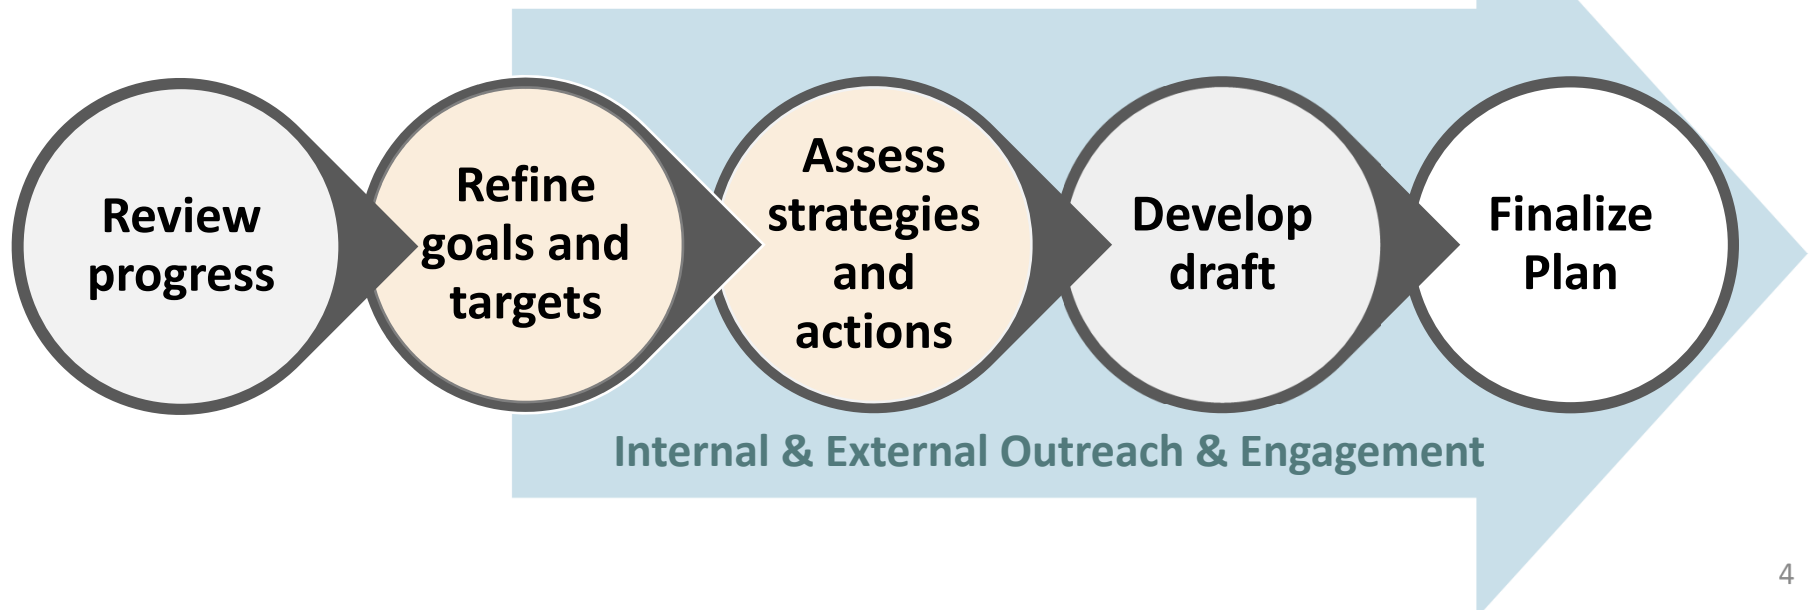 Review
progress
Refine
goals and
targets
Assess
strategies
and
actions
Develop
draft
Finalize
Plan
Internal & External Outreach & Engagement
4